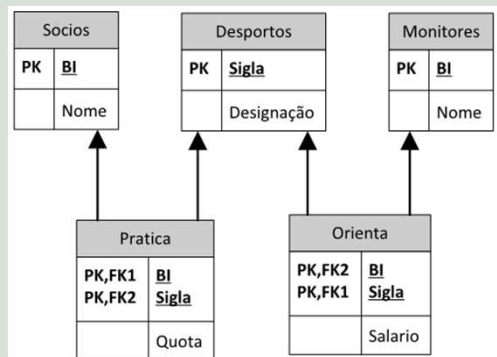 Socios
PK BI
Nome
Desportos
PK Sigla
Designação
Monitores
PK BI
Nome
Pratica
PK,FK1 BI
PK,FK2 Sigla
Quota
Orienta
PK,FK2 BI
PK,FK1 Sigla
Salario